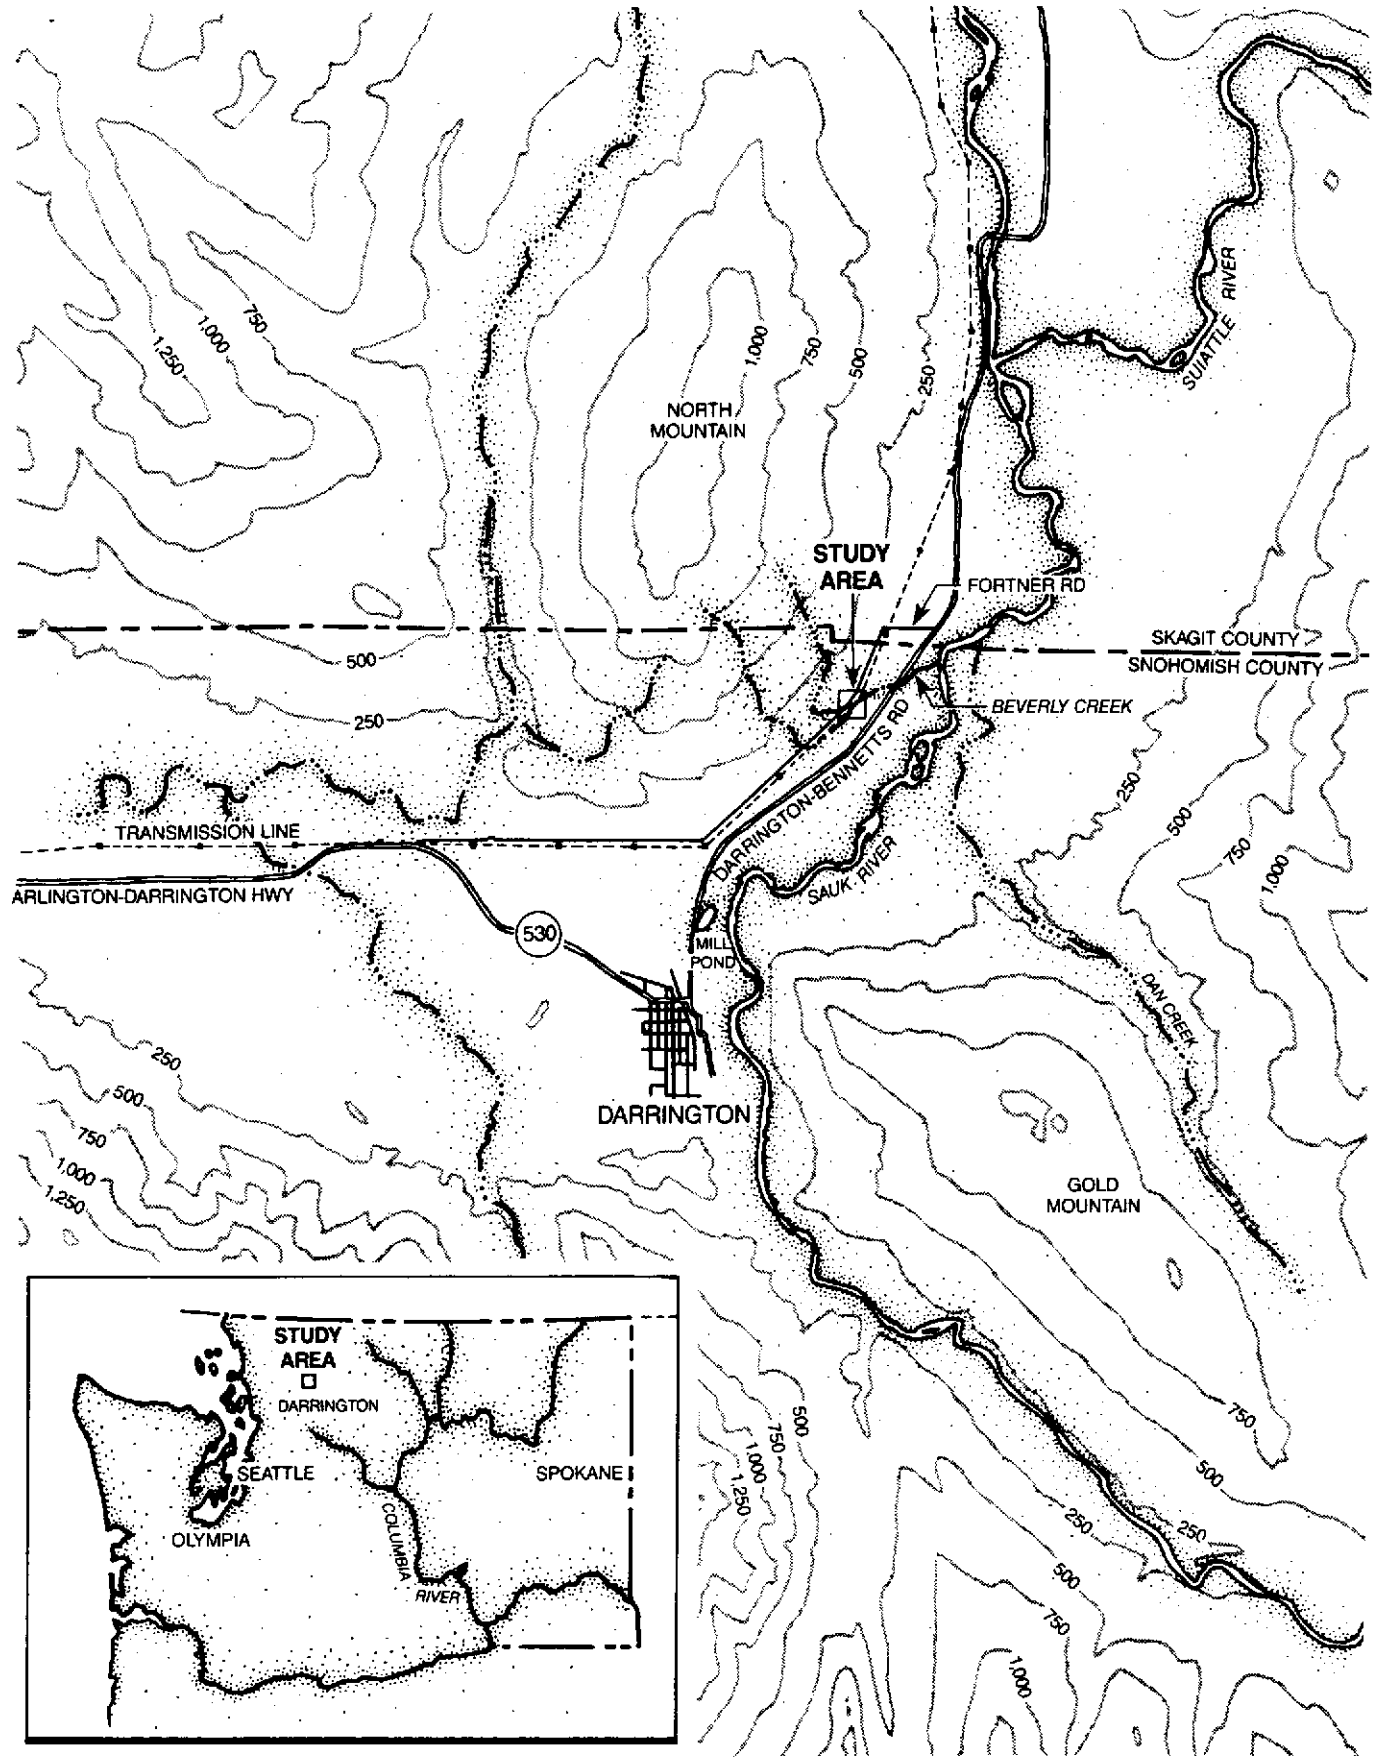 SUIATTLE RIVER
750
1,000
1,250
1,000
750
500
250
NORTH
MOUNTAIN
STUDY
AREA
FORTNER RD
SKAGIT COUNTY
SNOHOMISH COUNTY
500
250
BEVERLY CREEK
DARRINGTON-BENNETTS RD
250
500
750
1,000
TRANSMISSION LINE
ARLINGTON-DARRINGTON HWY
SAUK RIVER
530
MILL
POND
DAN CREEK
250
500
750
1,000
1,250
DARRINGTON
GOLD
MOUNTAIN
STUDY
AREA
DARRINGTON
SEATTLE
SPOKANE
OLYMPIA
COLUMBIA
RIVER
500
750
1,000
1,250
750
500
250
250
500
750
1,000